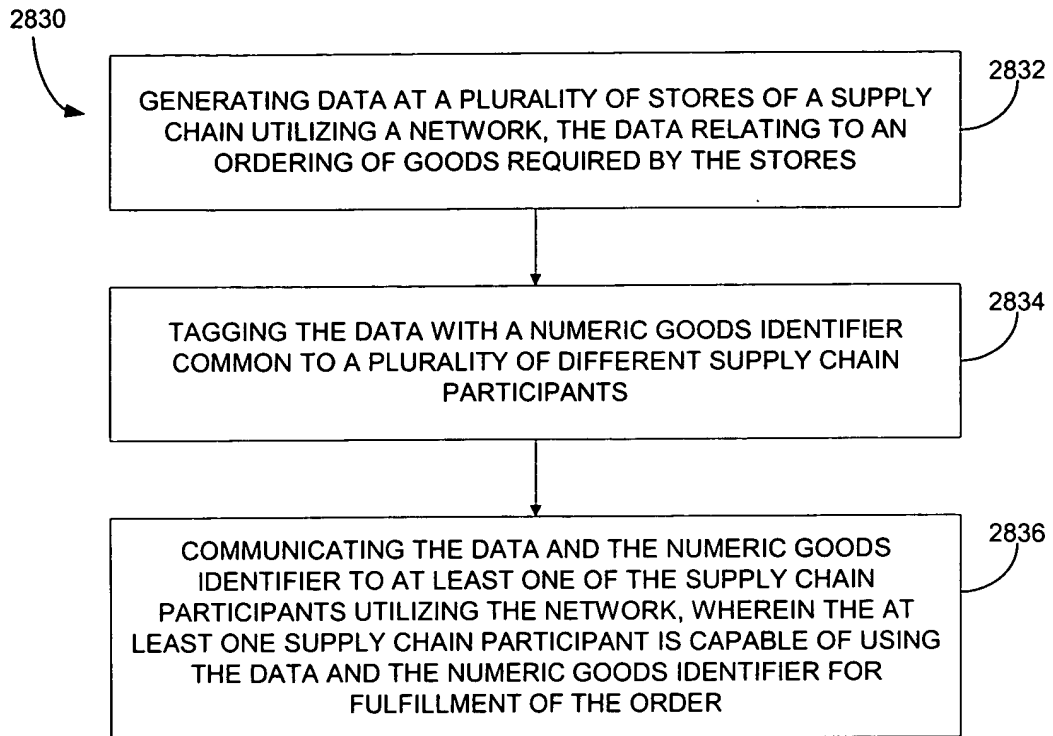 2830
2832
GENERATING DATA AT A PLURALITY OF STORES OF A SUPPLY
CHAIN UTILIZING A NETWORK, THE DATA RELATING TO AN
ORDERING OF GOODS REQUIRED BY THE STORES
2834
TAGGING THE DATA WITH A NUMERIC GOODS IDENTIFIER
COMMON TO A PLURALITY OF DIFFERENT SUPPLY CHAIN
PARTICIPANTS
2836
COMMUNICATING THE DATA AND THE NUMERIC GOODS
IDENTIFIER TO AT LEAST ONE OF THE SUPPLY CHAIN
PARTICIPANTS UTILIZING THE NETWORK, WHEREIN THE AT
LEAST ONE SUPPLY CHAIN PARTICIPANT IS CAPABLE OF USING
THE DATA AND THE NUMERIC GOODS IDENTIFIER FOR
FULFILLMENT OF THE ORDER